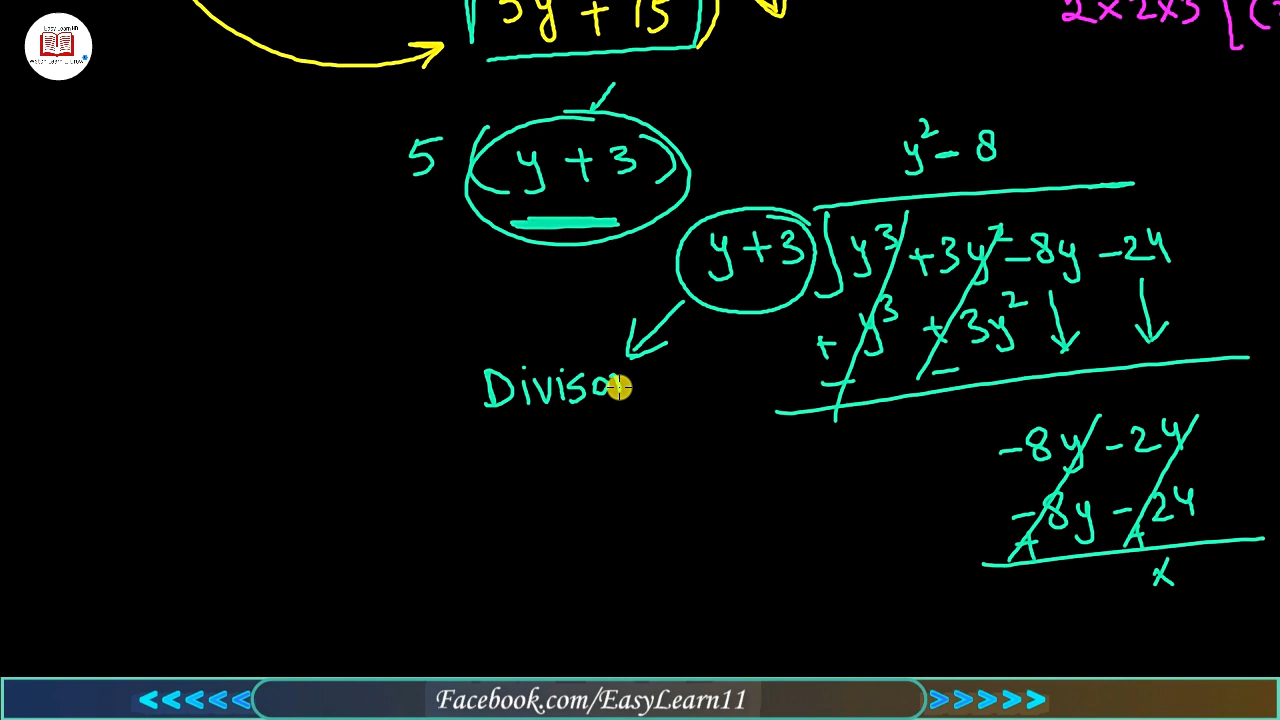 5y + 15
2×2×3 [(
5 (y + 3)
y² - 8
y+3 ) y³ +3y² -8y -24
+ y³ + 3y²
-
-
Diviso
-8y -24
-8y -24
+ +
x
Facebook.com/EasyLearn11